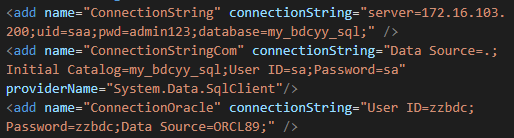 <add name="ConnectionString" connectionString="server=172.16.103.
200;uid=saa;pwd=admin123;database=my_bdcyy_sql;" />
<add name="ConnectionStringCom" connectionString="Data Source=.;
Initial Catalog=my_bdcyy_sql;User ID=sa;Password=sa"
providerName="System.Data.SqlClient"/>
<add name="ConnectionOracle" connectionString="User ID=zzbdc;
Password=zzbdc;Data Source=ORCL89;" />